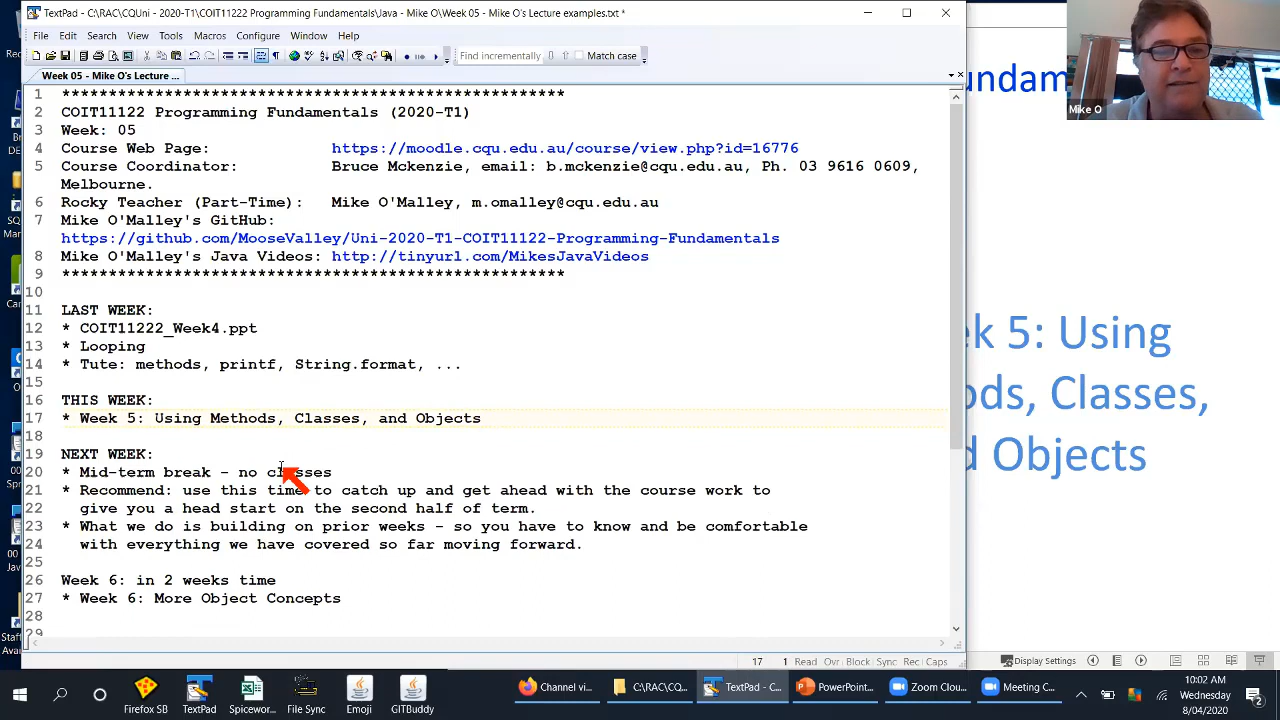 TextPad - C:\RAC\CQUni - 2020-T1\COIT11222 Programming Fundamentals\Java - Mike O\Week 05 - Mike O's Lecture examples.txt *
File Edit Search View Tools Macros Configure Window Help
Find incrementally Match case
Week 05 - Mike O's Lecture ...
1 ******************************************************
2 COIT11122 Programming Fundamentals (2020-T1)
3 Week: 05
4 Course Web Page: https://moodle.cqu.edu.au/course/view.php?id=16776
5 Course Coordinator: Bruce Mckenzie, email: b.mckenzie@cqu.edu.au, Ph. 03 9616 0609,
Melbourne.
6 Rocky Teacher (Part-Time): Mike O'Malley, m.omalley@cqu.edu.au
7 Mike O'Malley's GitHub:
https://github.com/MooseValley/Uni-2020-T1-COIT11122-Programming-Fundamentals
8 Mike O'Malley's Java Videos: http://tinyurl.com/MikesJavaVideos
9 ******************************************************
10
11 LAST WEEK:
12 * COIT11222_Week4.ppt
13 * Looping
14 * Tute: methods, printf, String.format, ...
15
16 THIS WEEK:
17 * Week 5: Using Methods, Classes, and Objects
18
19 NEXT WEEK:
20 * Mid-term break - no classes
21 * Recommend: use this time to catch up and get ahead with the course work to
22 give you a head start on the second half of term.
23 * What we do is building on prior weeks - so you have to know and be comfortable
24 with everything we have covered so far moving forward.
25
26 Week 6: in 2 weeks time
27 * Week 6: More Object Concepts
28
29
17 1 Read Ovr Block Sync Rec Caps
undam
Mike O
ek 5: Using
ods, Classes,
d Objects
Display Settings
Firefox SB TextPad Spicewor... File Sync Emoji GITBuddy
Channel vi... C:\RAC\CQ... TextPad - C... PowerPoint... Zoom Clou... Meeting C...
10:02 AM
Wednesday
8/04/2020
2